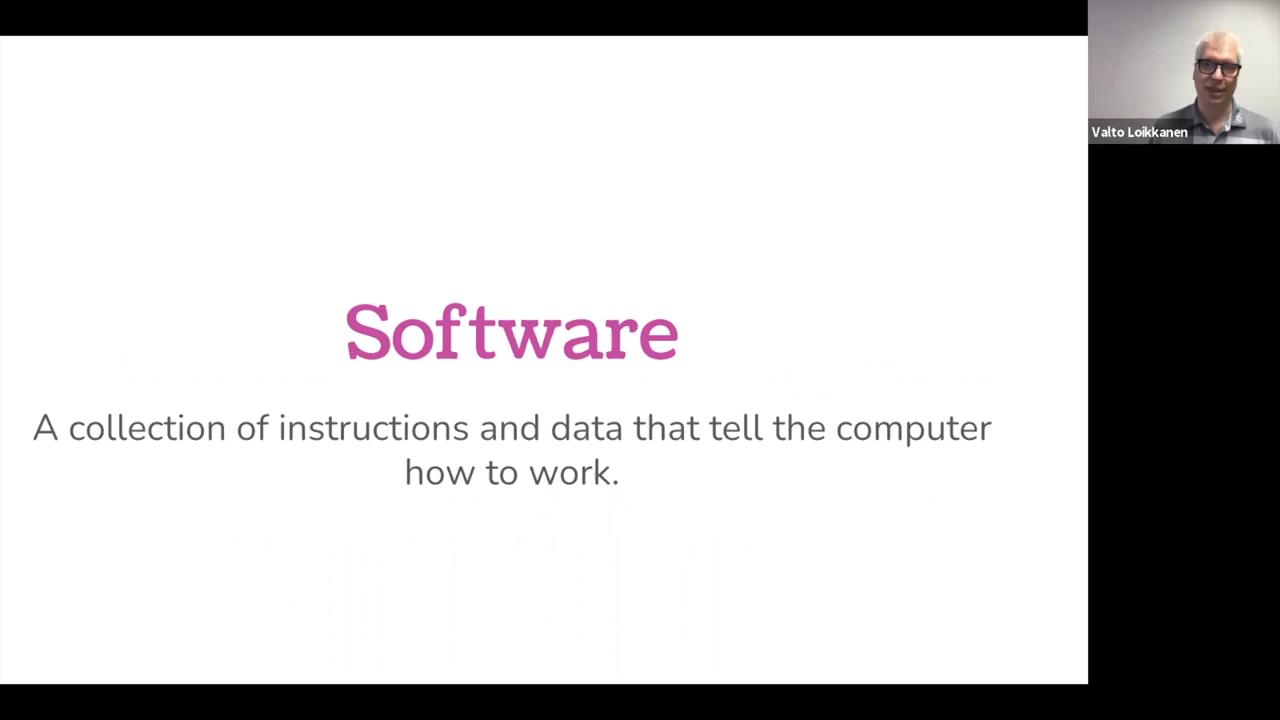 Software
A collection of instructions and data that tell the computer
how to work.
Valto Loikkanen